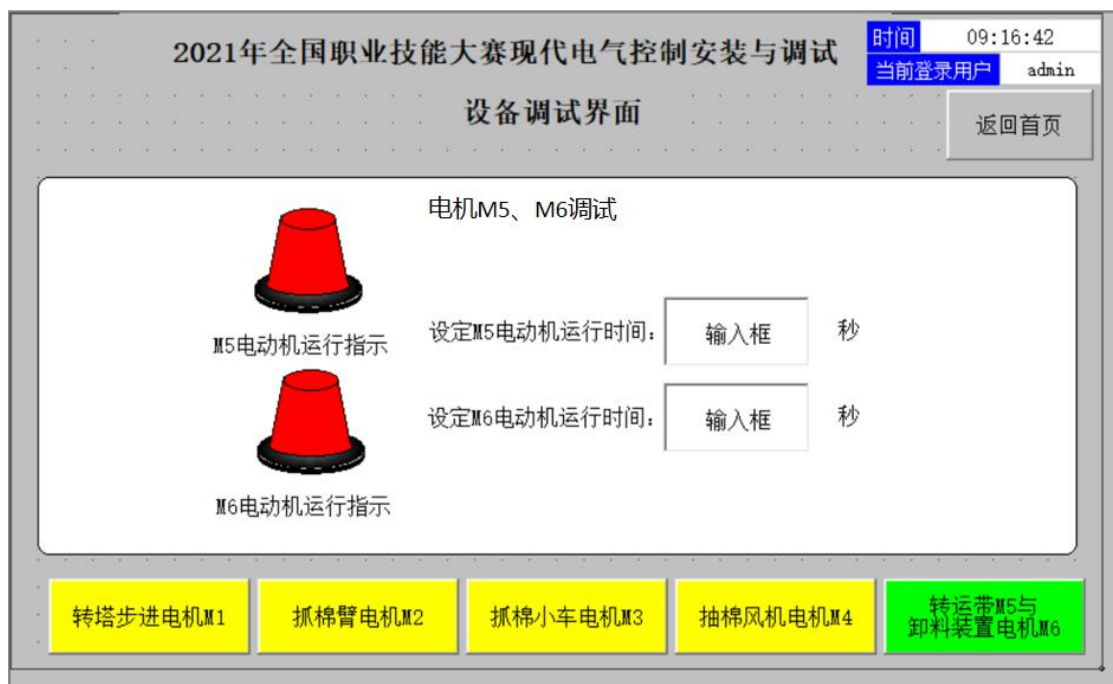 2021年全国职业技能大赛现代电气控制安装与调试
时间 09:16:42
当前登录用户 admin
设备调试界面
返回首页
电机M5、M6调试
M5电动机运行指示
设定M5电动机运行时间: 输入框 秒
设定M6电动机运行时间: 输入框 秒
M6电动机运行指示
转塔步进电机M1
抓棉臂电机M2
抓棉小车电机M3
抽棉风机电机M4
转运带M5与
卸料装置电机M6